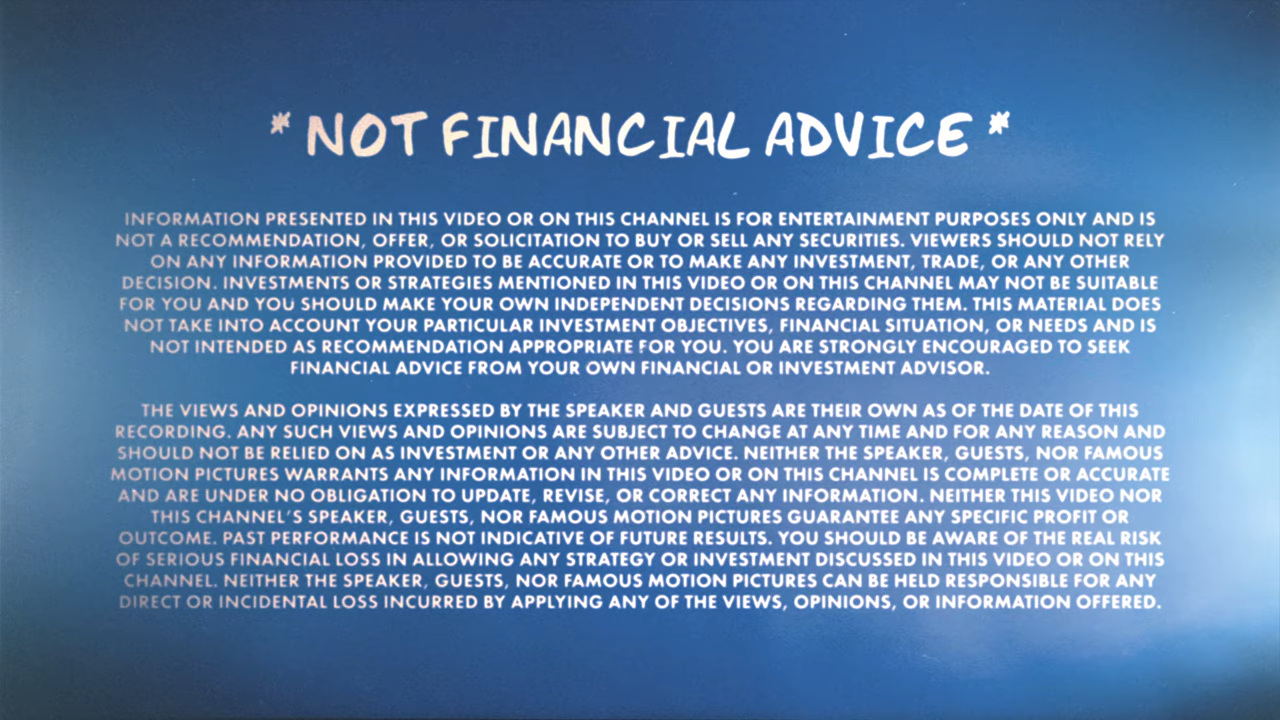 * NOT FINANCIAL ADVICE *
INFORMATION PRESENTED IN THIS VIDEO OR ON THIS CHANNEL IS FOR ENTERTAINMENT PURPOSES ONLY AND IS
NOT A RECOMMENDATION, OFFER, OR SOLICITATION TO BUY OR SELL ANY SECURITIES. VIEWERS SHOULD NOT RELY
ON ANY INFORMATION PROVIDED TO BE ACCURATE OR TO MAKE ANY INVESTMENT, TRADE, OR ANY OTHER
DECISION. INVESTMENTS OR STRATEGIES MENTIONED IN THIS VIDEO OR ON THIS CHANNEL MAY NOT BE SUITABLE
FOR YOU AND YOU SHOULD MAKE YOUR OWN INDEPENDENT DECISIONS REGARDING THEM. THIS MATERIAL DOES
NOT TAKE INTO ACCOUNT YOUR PARTICULAR INVESTMENT OBJECTIVES, FINANCIAL SITUATION, OR NEEDS AND IS
NOT INTENDED AS RECOMMENDATION APPROPRIATE FOR YOU. YOU ARE STRONGLY ENCOURAGED TO SEEK
FINANCIAL ADVICE FROM YOUR OWN FINANCIAL OR INVESTMENT ADVISOR.
THE VIEWS AND OPINIONS EXPRESSED BY THE SPEAKER AND GUESTS ARE THEIR OWN AS OF THE DATE OF THIS
RECORDING. ANY SUCH VIEWS AND OPINIONS ARE SUBJECT TO CHANGE AT ANY TIME AND FOR ANY REASON AND
SHOULD NOT BE RELIED ON AS INVESTMENT OR ANY OTHER ADVICE. NEITHER THE SPEAKER, GUESTS, NOR FAMOUS
MOTION PICTURES WARRANTS ANY INFORMATION IN THIS VIDEO OR ON THIS CHANNEL IS COMPLETE OR ACCURATE
AND ARE UNDER NO OBLIGATION TO UPDATE, REVISE, OR CORRECT ANY INFORMATION. NEITHER THIS VIDEO NOR
THIS CHANNEL'S SPEAKER, GUESTS, NOR FAMOUS MOTION PICTURES GUARANTEE ANY SPECIFIC PROFIT OR
OUTCOME. PAST PERFORMANCE IS NOT INDICATIVE OF FUTURE RESULTS. YOU SHOULD BE AWARE OF THE REAL RISK
OF SERIOUS FINANCIAL LOSS IN ALLOWING ANY STRATEGY OR INVESTMENT DISCUSSED IN THIS VIDEO OR ON THIS
CHANNEL. NEITHER THE SPEAKER, GUESTS, NOR FAMOUS MOTION PICTURES CAN BE HELD RESPONSIBLE FOR ANY
DIRECT OR INCIDENTAL LOSS INCURRED BY APPLYING ANY OF THE VIEWS, OPINIONS, OR INFORMATION OFFERED.